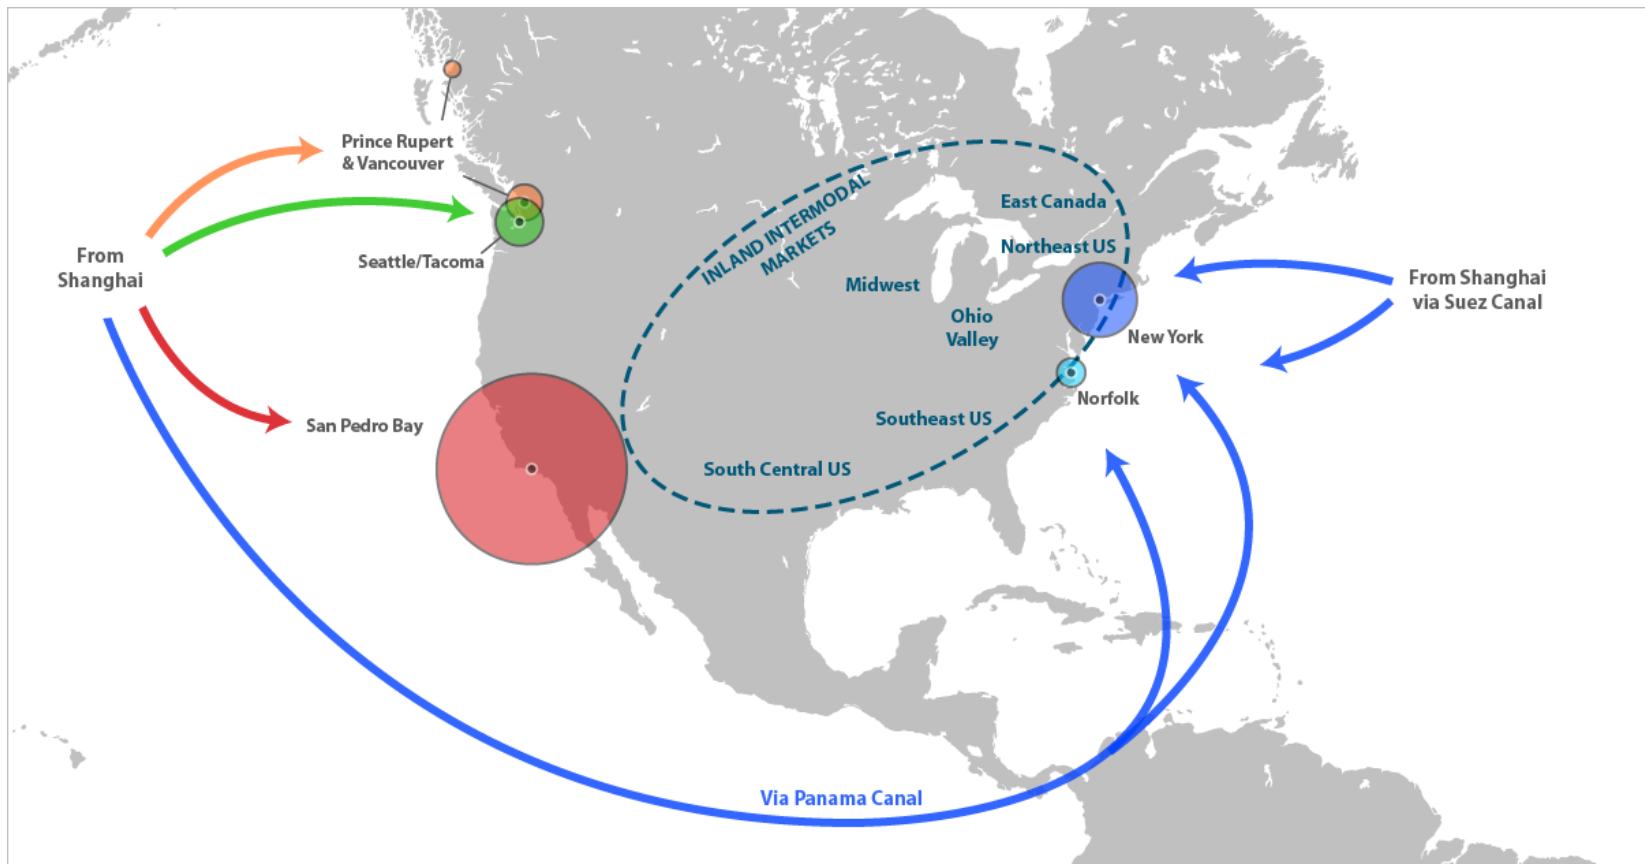 Prince Rupert
& Vancouver
From
Shanghai
Seattle/Tacoma
San Pedro Bay
INLAND INTERMODAL
MARKETS
East Canada
Northeast US
Midwest
Ohio
Valley
New York
Norfolk
Southeast US
South Central US
From Shanghai
via Suez Canal
Via Panama Canal